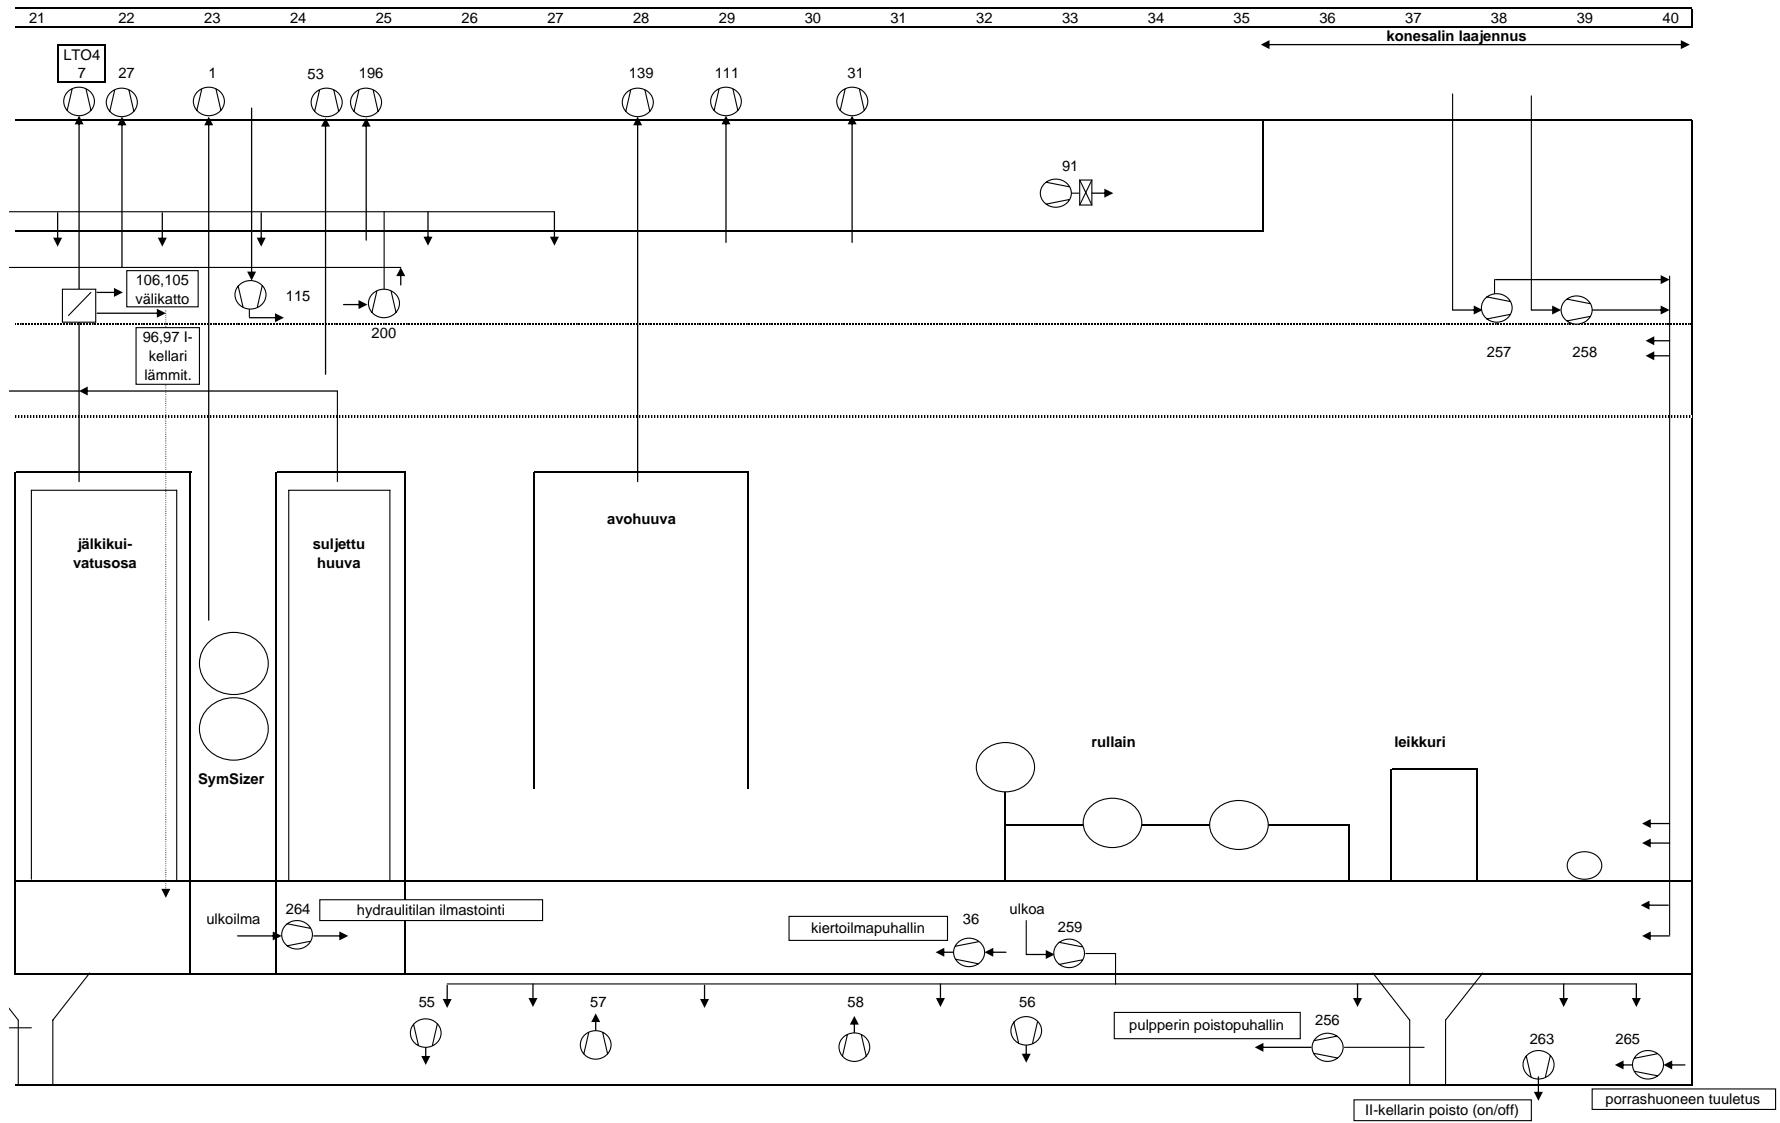 21 22 23 24 25 26 27 28 29 30 31 32 33 34 35 36 37 38 39 40
konesalin laajennus
LTO4
7
27
1
53
196
139
111
31
91
106,105
välikatto
115
200
96,97 I-
kellari
lämmit.
257
258
jälkikui-
vatusosa
suljettu
huuva
avohuuva
SymSizer
rullain
leikkuri
ulkoilma
264
hydraulitilan ilmastointi
kiertoilmapuhallin
36
ulkoa
259
55
57
58
56
pulpperin poistopuhallin
256
263
265
II-kellarin poisto (on/off)
porrashuoneen tuuletus